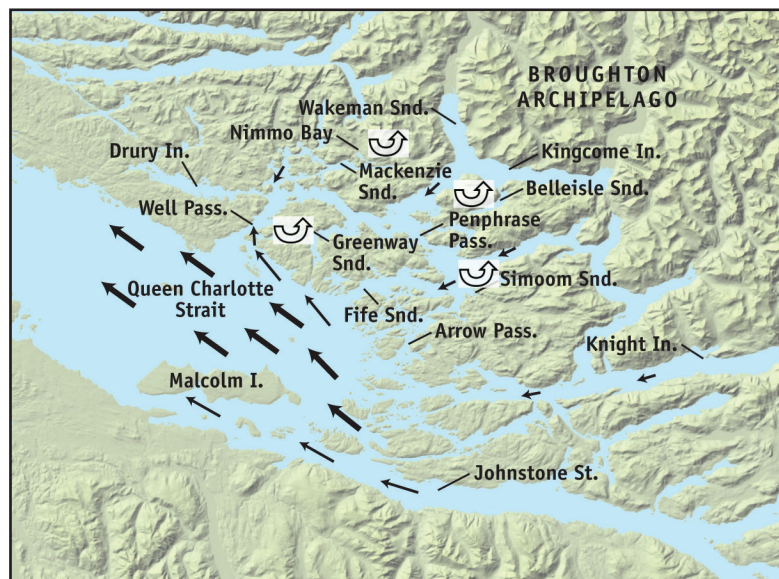 BROUGHTON
ARCHIPELAGO
Wakeman Snd.
Nimmo Bay
Drury In.
Mackenzie
Snd.
Kingcome In.
Belleisle Snd.
Well Pass.
Penphrase
Pass.
Greenway
Snd.
Queen Charlotte
Strait
Simoom Snd.
Fife Snd.
Arrow Pass.
Knight In.
Malcolm I.
Johnstone St.